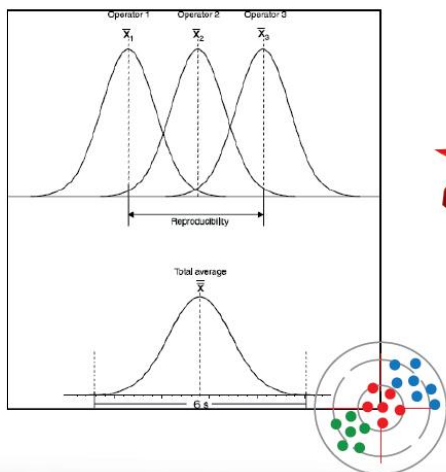 Operator 1 Operator 2 Operator 3
X̄₁ X̄₂ X̄₃
Reproducibility
Total average
X̿
6 s